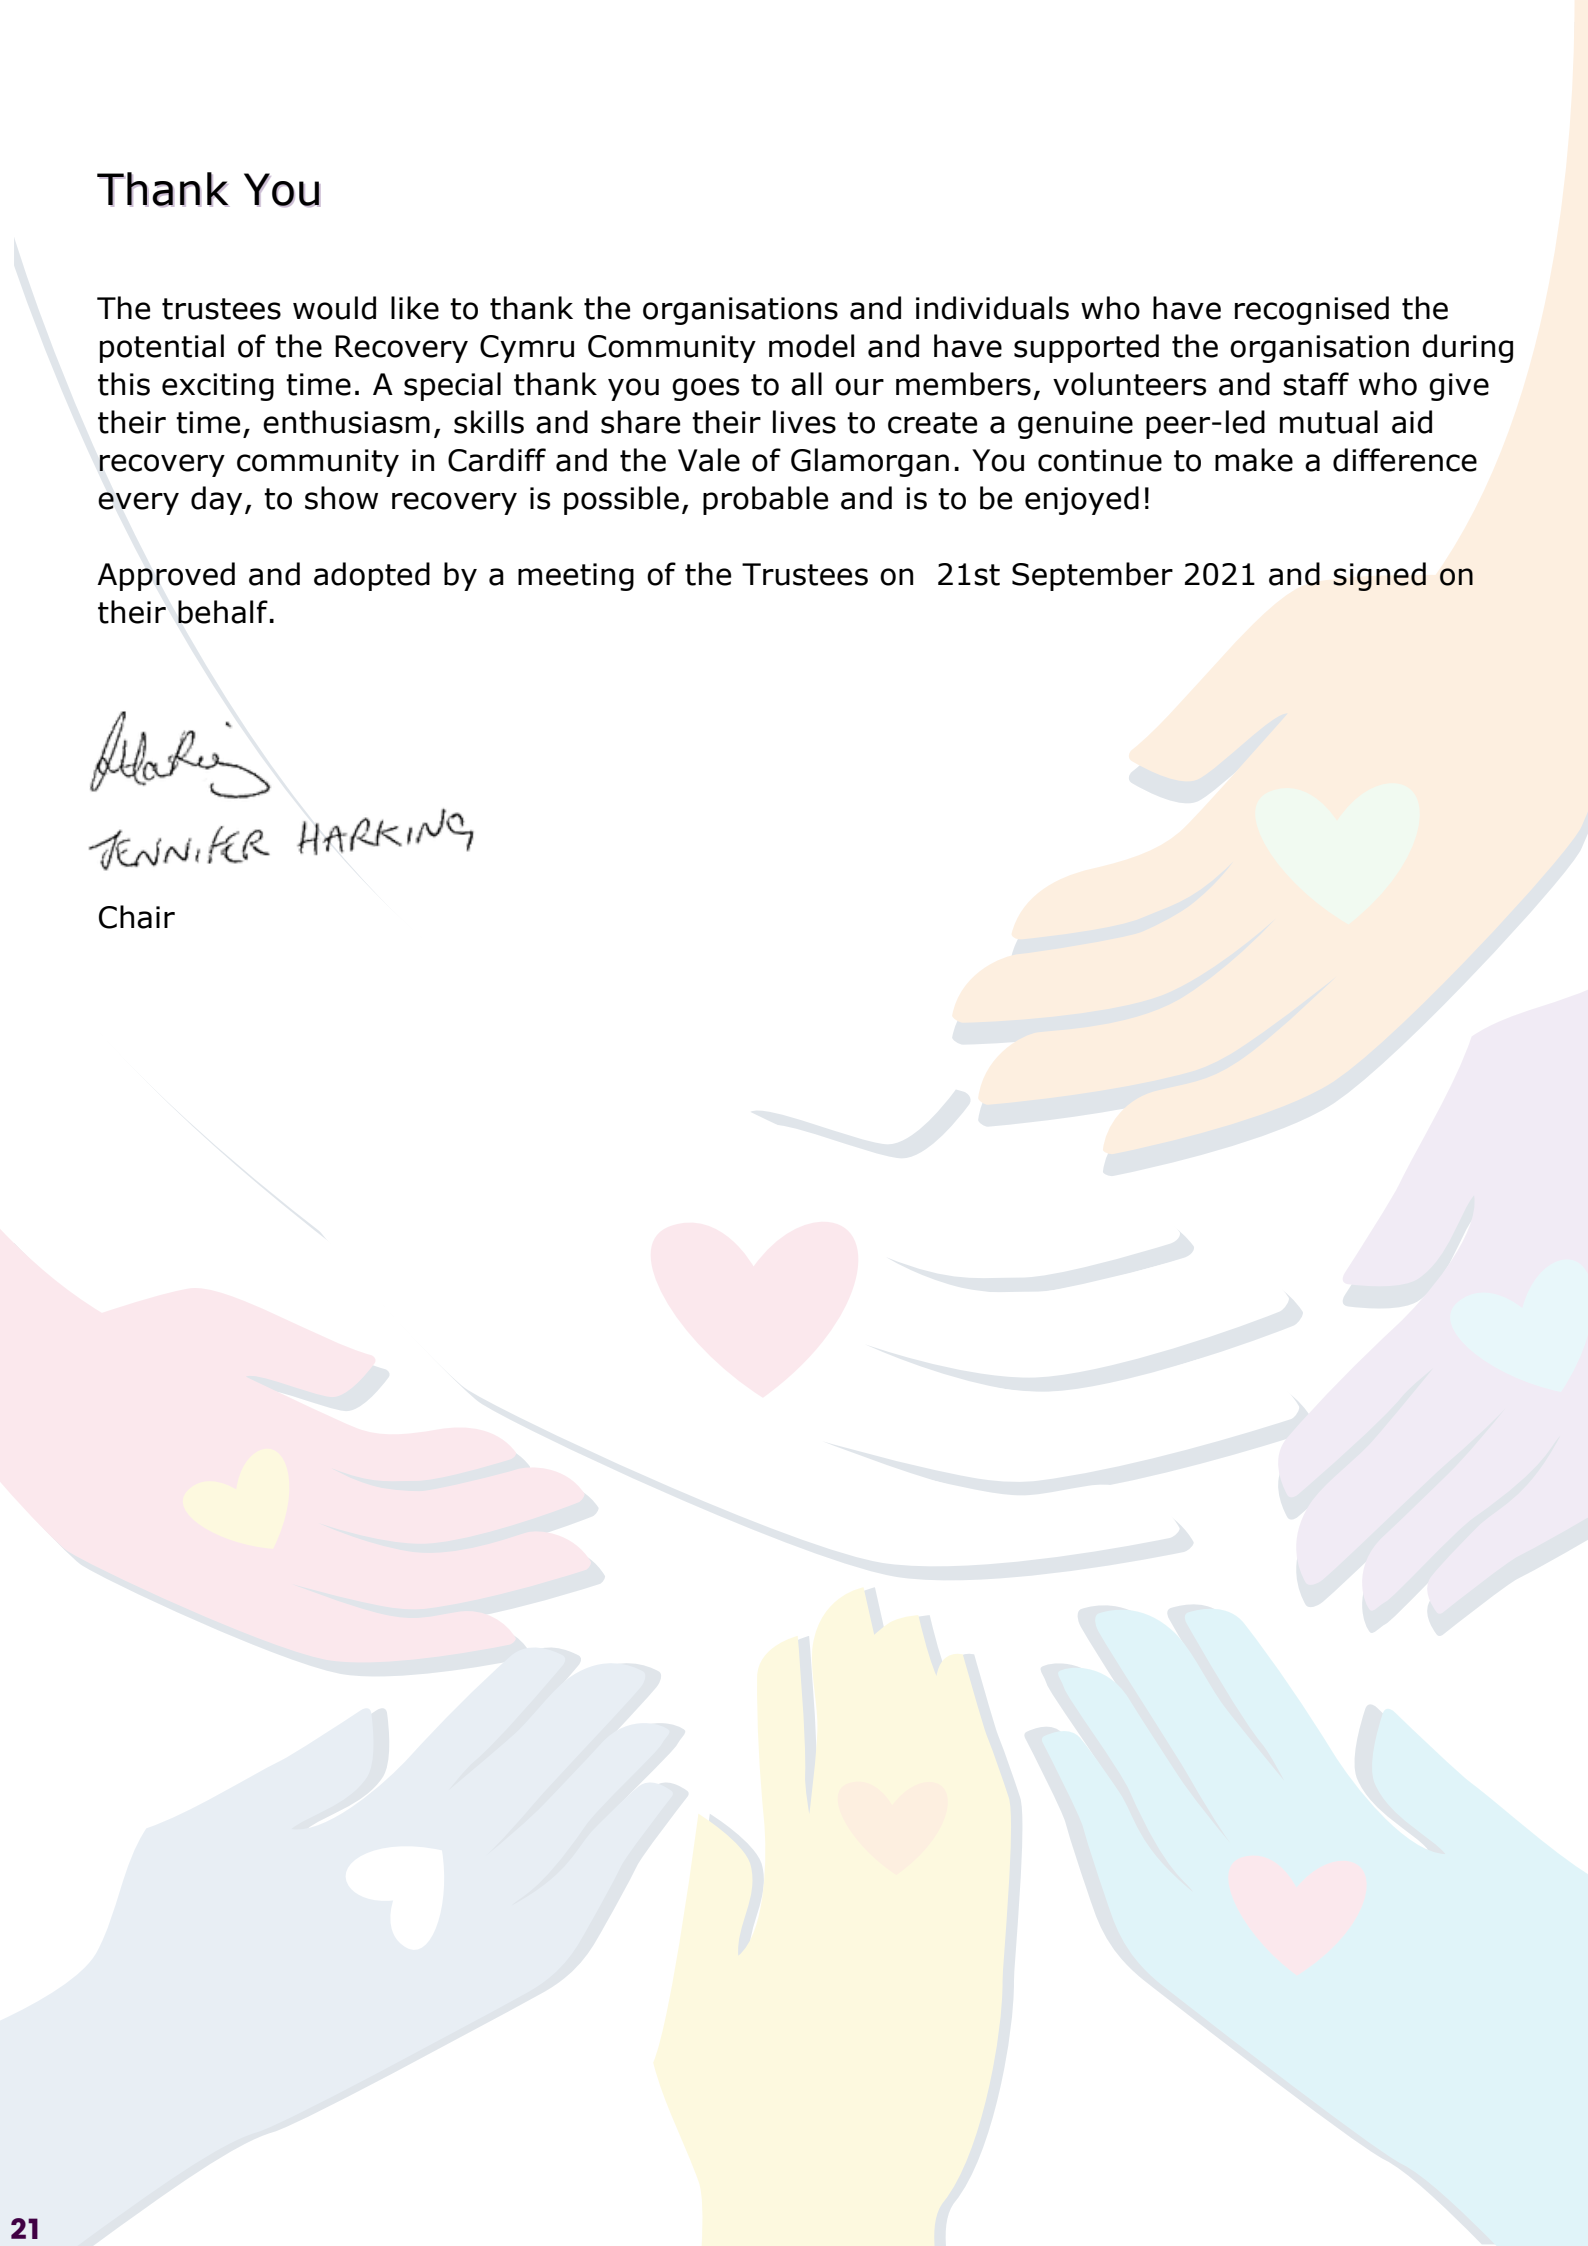 Thank You
The trustees would like to thank the organisations and individuals who have recognised the
potential of the Recovery Cymru Community model and have supported the organisation during
this exciting time. A special thank you goes to all our members, volunteers and staff who give
their time, enthusiasm, skills and share their lives to create a genuine peer-led mutual aid
recovery community in Cardiff and the Vale of Glamorgan. You continue to make a difference
every day, to show recovery is possible, probable and is to be enjoyed!
Approved and adopted by a meeting of the Trustees on 21st September 2021 and signed on
their behalf.
JENNIFER HARKING
Chair
21